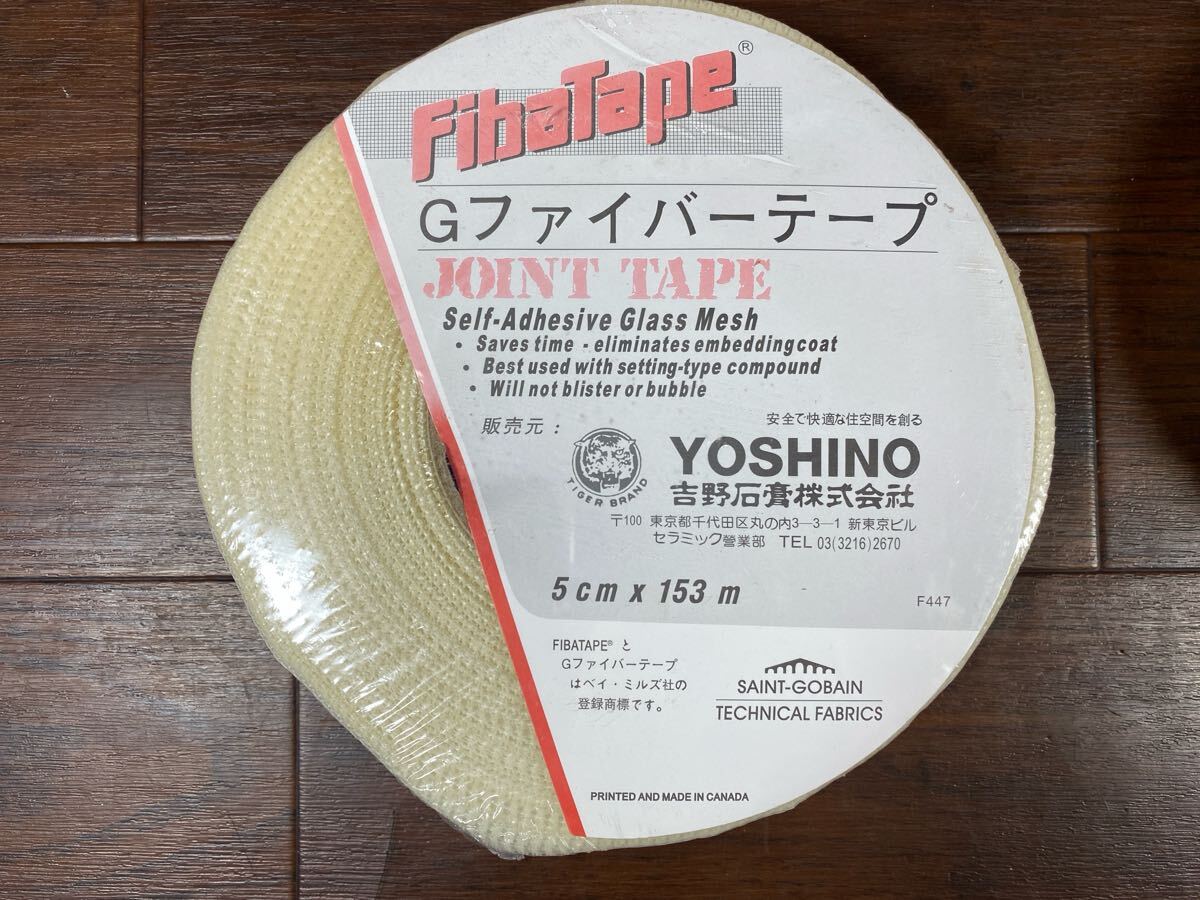 FibaTape®
Gファイバーテープ
JOINT TAPE
Self-Adhesive Glass Mesh
• Saves time - eliminates embedding coat
• Best used with setting-type compound
• Will not blister or bubble
販売元：
安全で快適な住空間を創る
TIGER BRAND
YOSHINO
吉野石膏株式会社
〒100 東京都千代田区丸の内3-3-1 新東京ビル
セラミック営業部 TEL 03(3216)2670
5 cm x 153 m
F447
FIBATAPE® と
Gファイバーテープ
はベイ・ミルズ社の
登録商標です。
SAINT-GOBAIN
TECHNICAL FABRICS
PRINTED AND MADE IN CANADA